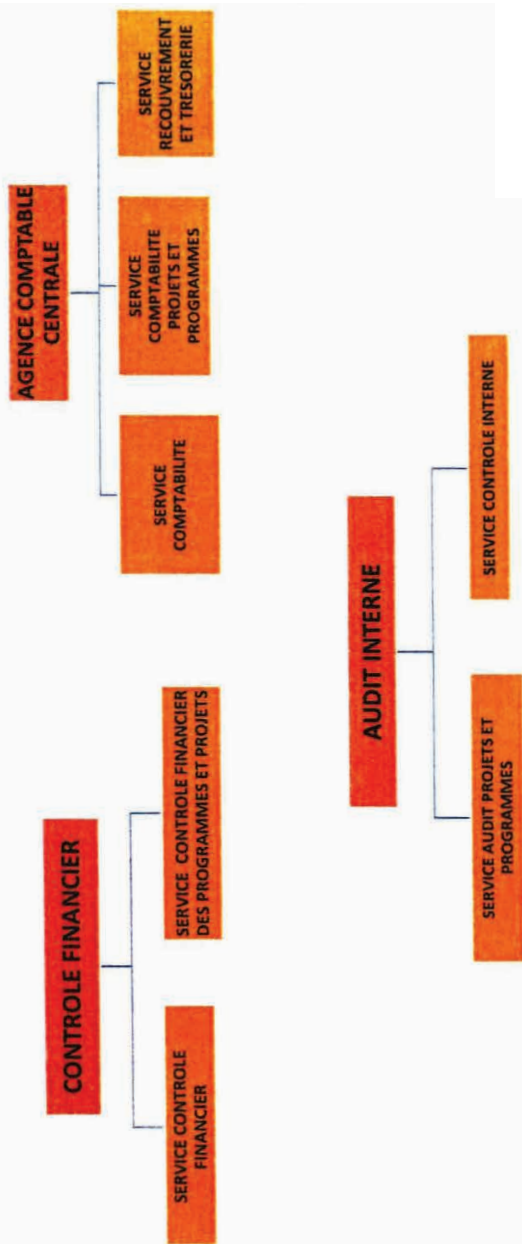 CONTROLE FINANCIER
SERVICE CONTROLE
FINANCIER
SERVICE CONTROLE FINANCIER
DES PROGRAMMES ET PROJETS
AGENCE COMPTABLE
CENTRALE
SERVICE
COMPTABILITE
SERVICE
COMPTABILITE
PROJETS ET
PROGRAMMES
SERVICE
RECOUVREMENT
ET TRESORERIE
AUDIT INTERNE
SERVICE AUDIT PROJETS ET
PROGRAMMES
SERVICE CONTROLE INTERNE